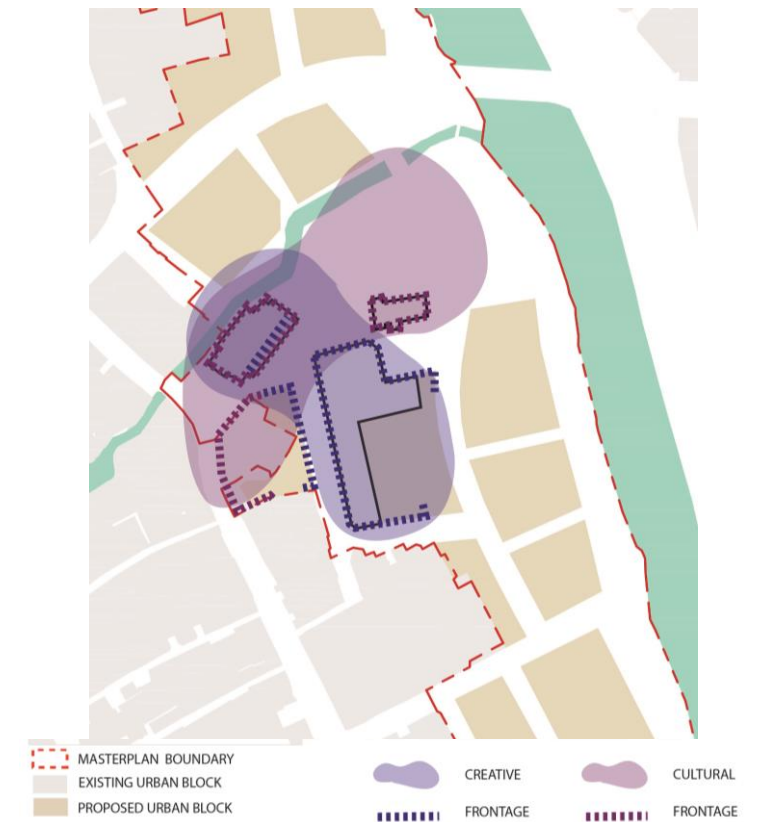 MASTERPLAN BOUNDARY
EXISTING URBAN BLOCK
PROPOSED URBAN BLOCK
CREATIVE
FRONTAGE
CULTURAL
FRONTAGE